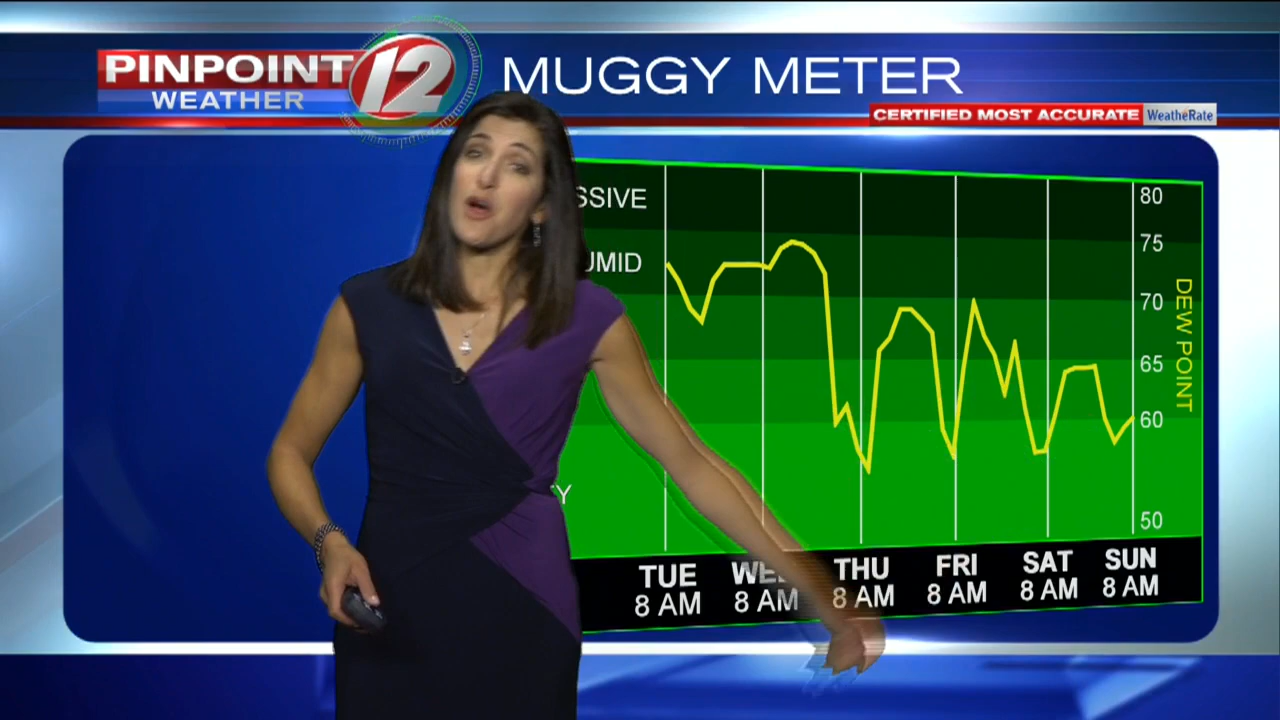 PINPOINT 12
WEATHER
MUGGY METER
CERTIFIED MOST ACCURATE WeatheRate
SSIVE
UMID
Y
80
75
70
65
60
50
DEW POINT
TUE WED THU FRI SAT SUN
8 AM 8 AM 8 AM 8 AM 8 AM 8 AM